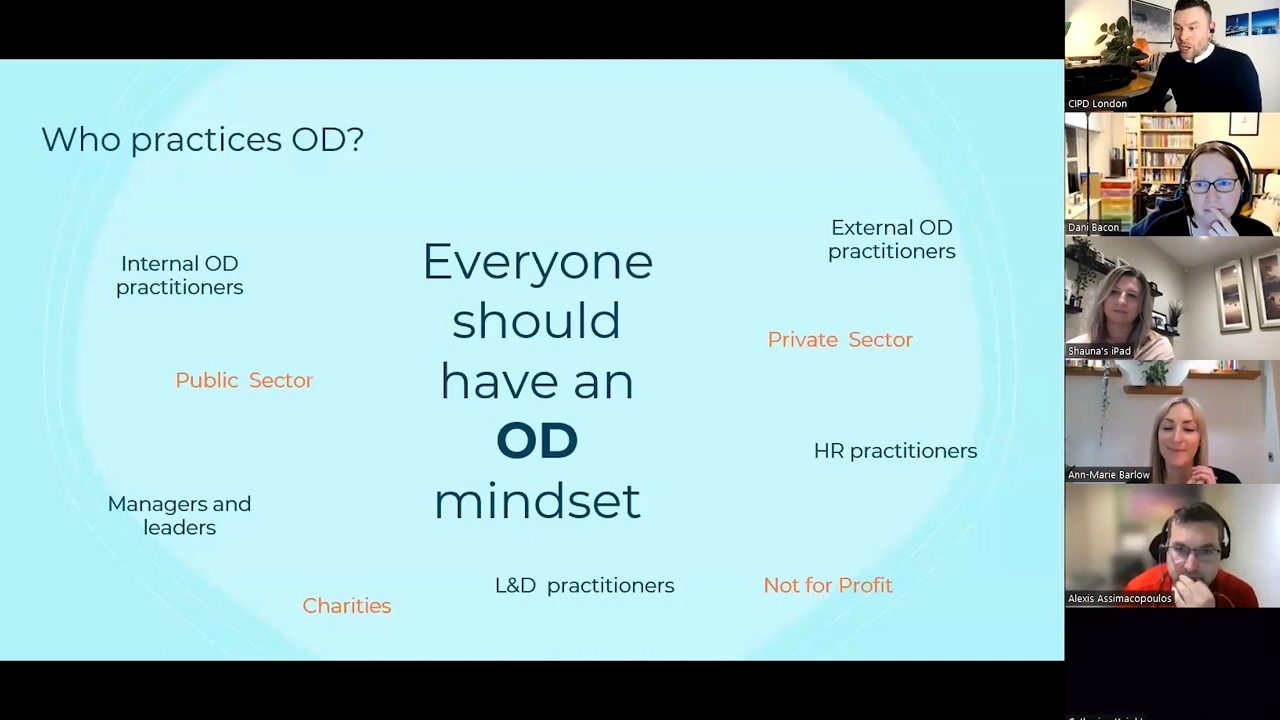 Who practices OD?
Internal OD
practitioners
Public Sector
Managers and
leaders
Charities
Everyone
should
have an
OD
mindset
L&D practitioners
External OD
practitioners
Private Sector
HR practitioners
Not for Profit
CIPD London
Dani Bacon
Shauna's iPad
Ann-Marie Barlow
Alexis Assimacopoulos